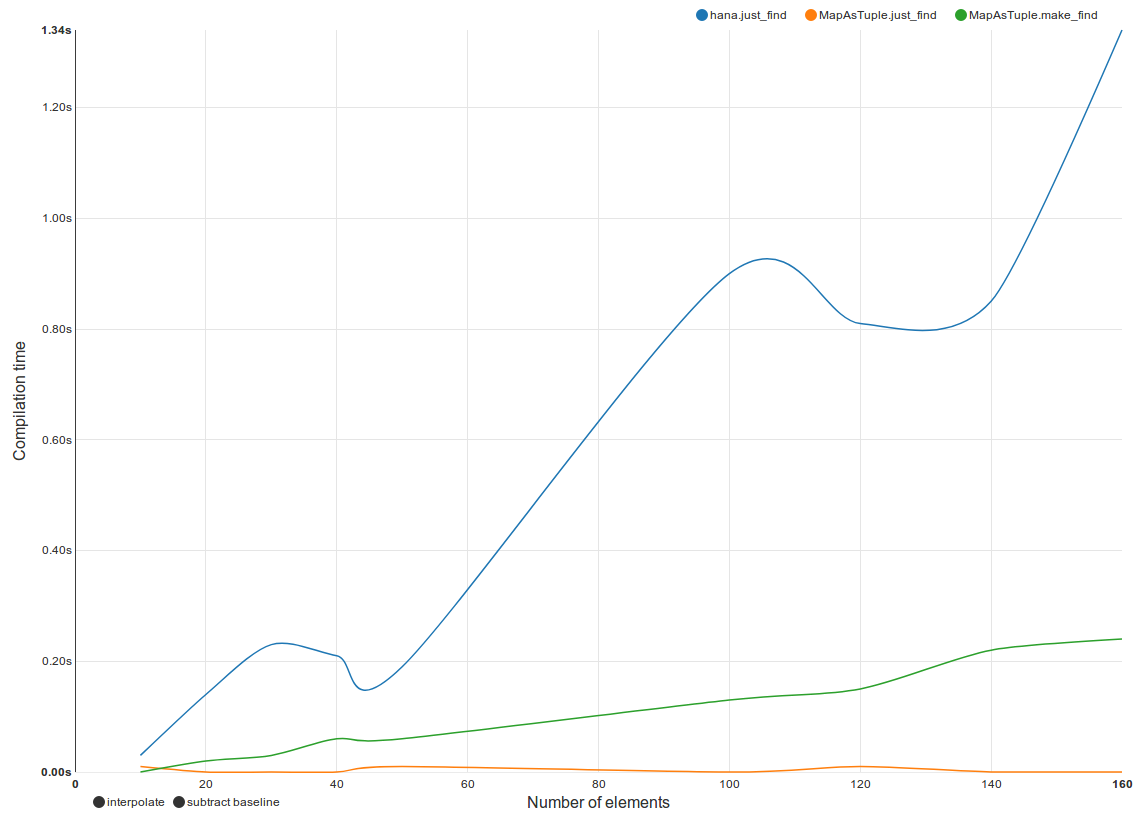 hana.just_find MapAsTuple.just_find MapAsTuple.make_find
1.34s
1.20s
1.00s
0.80s
0.60s
0.40s
0.20s
0.00s
Compilation time
0 20 40 60 80 100 120 140 160
interpolate subtract baseline
Number of elements